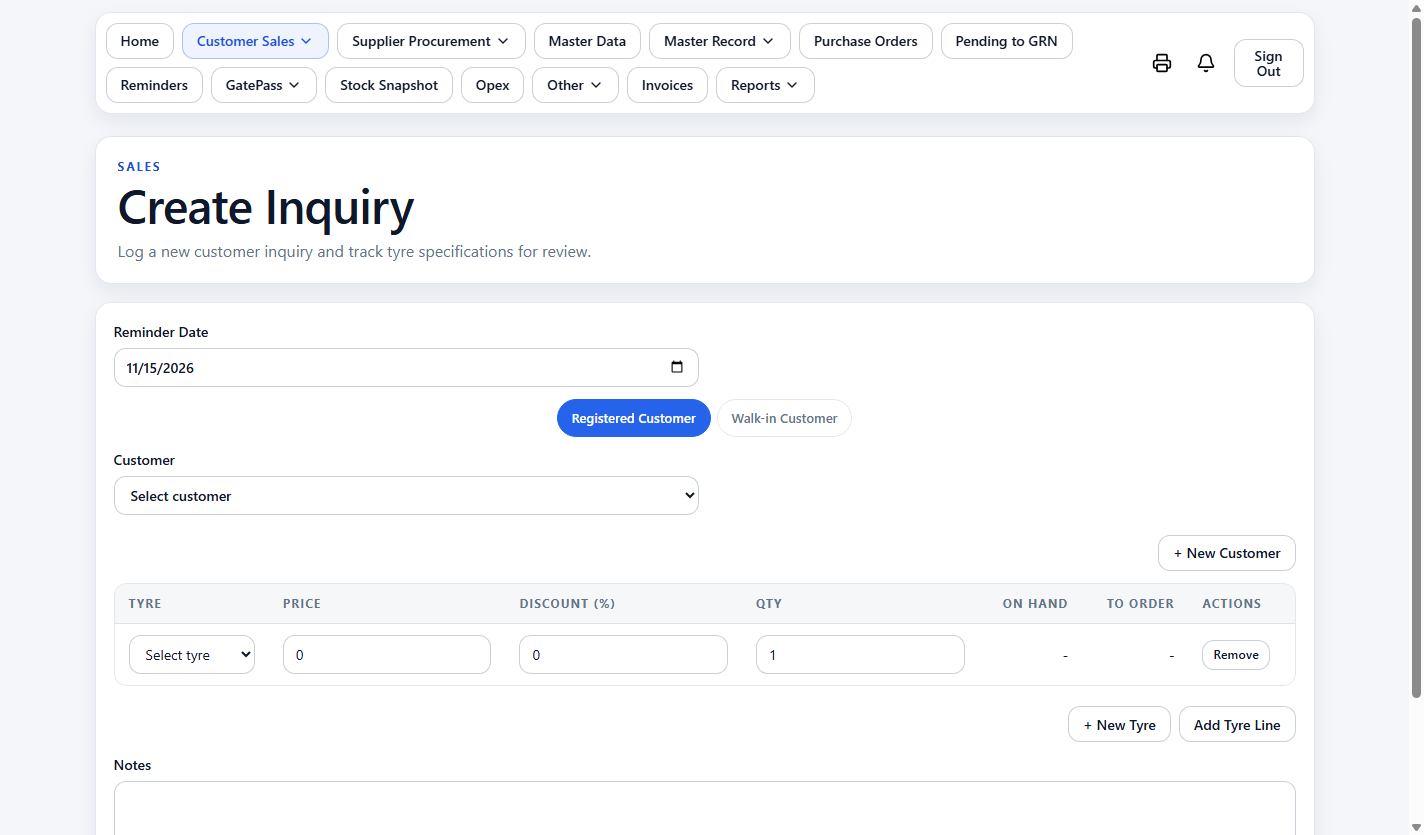 Home Customer Sales Supplier Procurement Master Data Master Record Purchase Orders Pending to GRN
Reminders GatePass Stock Snapshot Opex Other Invoices Reports
Sign
Out
SALES
Create Inquiry
Log a new customer inquiry and track tyre specifications for review.
Reminder Date
11/15/2026
Registered Customer Walk-in Customer
Customer
Select customer
+ New Customer
TYRE PRICE DISCOUNT (%) QTY ON HAND TO ORDER ACTIONS
Select tyre 0 0 1 - - Remove
+ New Tyre Add Tyre Line
Notes